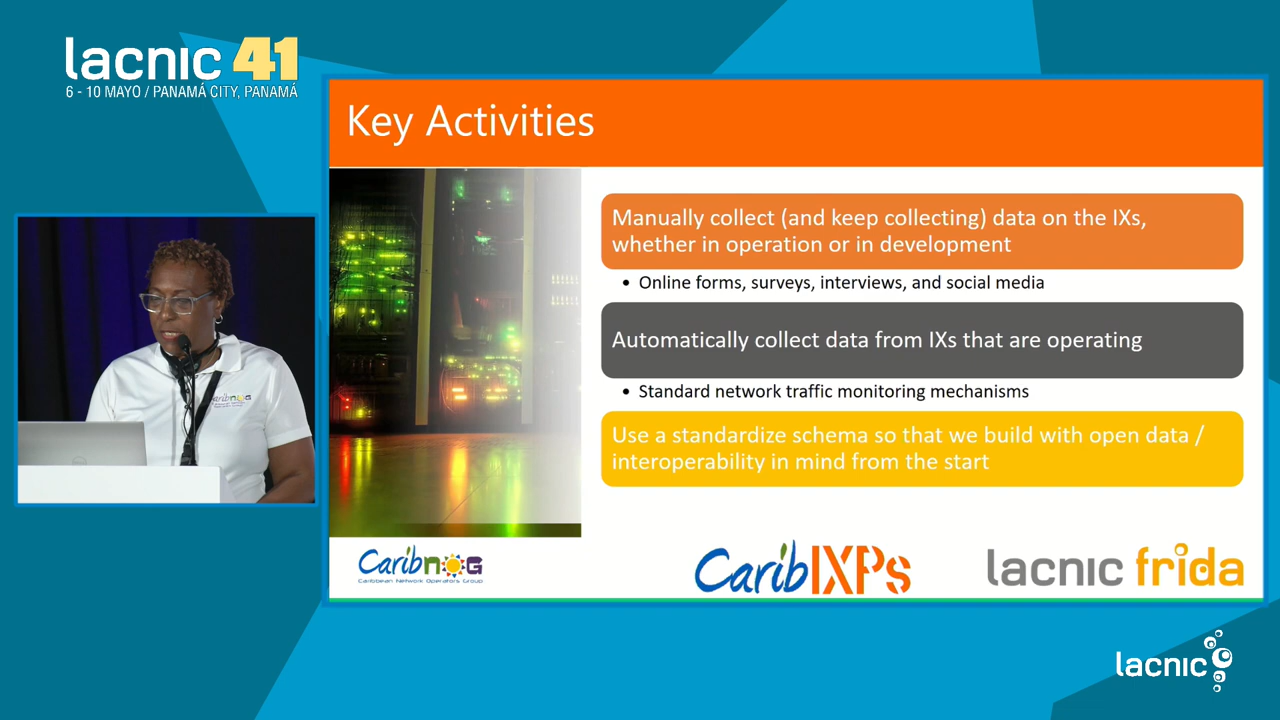 lacnic 41
6 - 10 MAYO / PANAMÁ CITY, PANAMÁ
Key Activities
Manually collect (and keep collecting) data on the IXs,
whether in operation or in development
• Online forms, surveys, interviews, and social media
Automatically collect data from IXs that are operating
• Standard network traffic monitoring mechanisms
Use a standardize schema so that we build with open data /
interoperability in mind from the start
Caribnog
Caribbean Network Operators Group
CaribIXPs
lacnic frida
caribnog
lacnic